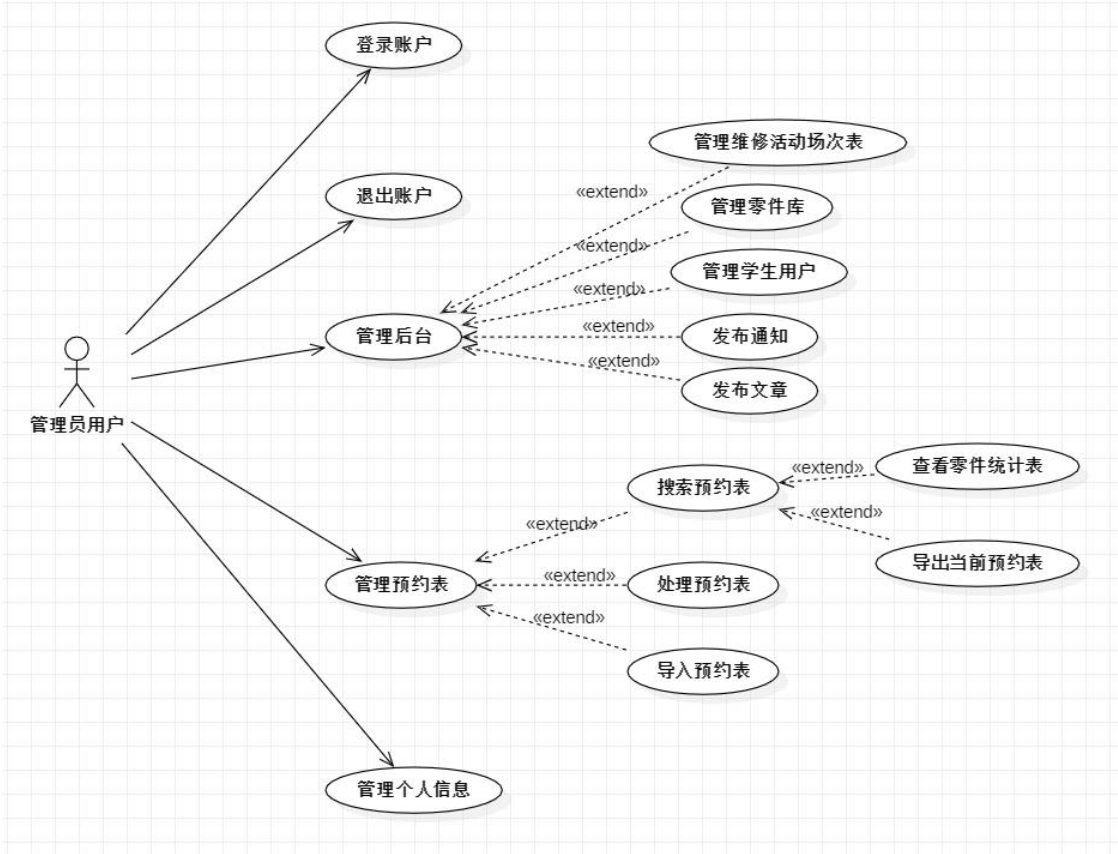 登录账户
管理维修活动场次表
«extend»
退出账户
管理零件库
«extend»
管理学生用户
«extend»
管理后台
«extend»
发布通知
«extend»
发布文章
管理员用户
查看零件统计表
«extend»
搜索预约表
«extend»
«extend»
导出当前预约表
管理预约表
«extend»
处理预约表
«extend»
导入预约表
管理个人信息